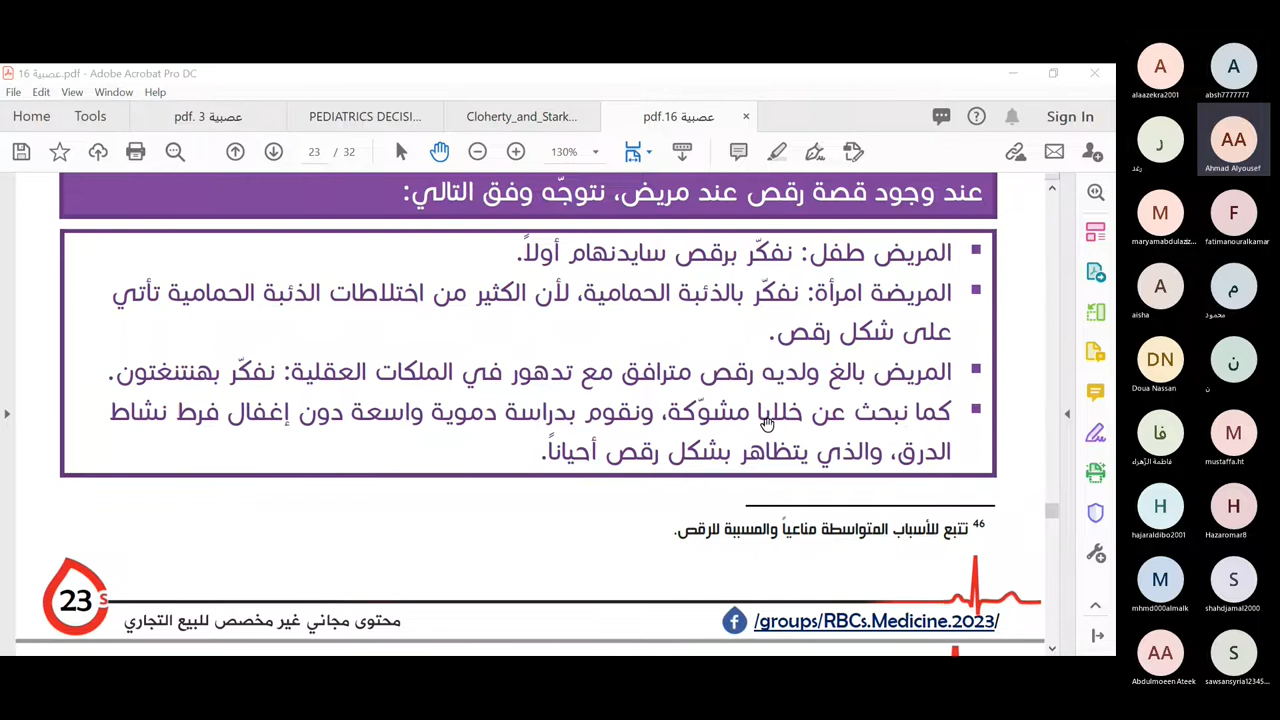 عصبية 16.pdf - Adobe Acrobat Pro DC
File Edit View Window Help
Home Tools عصبية 3 .pdf PEDIATRICS DECISI... Cloherty_and_Stark... عصبية 16.pdf × Sign In
23 / 32 130%
عند وجود قصة رقص عند مريض، نتوجّه وفق التالي:
المريض طفل: نفكّر برقص سايدنهام أولاً.
المريضة امرأة: نفكّر بالذئبة الحمامية، لأن الكثير من اختلاطات الذئبة الحمامية تأتي
على شكل رقص.
المريض بالغ ولديه رقص مترافق مع تدهور في الملكات العقلية: نفكّر بهنتنغتون.
كما نبحث عن خلايا مشوّكة، ونقوم بدراسة دموية واسعة دون إغفال فرط نشاط
الدرق، والذي يتظاهر بشكل رقص أحياناً.
46 تتبع للأسباب المتواسطة مناعياً والمسببة للرقص.
23 S
محتوى مجاني غير مخصص للبيع التجاري
/groups/RBCs.Medicine.2023/
A
alaazekra2001
A
absh7777777
ر
رغد
AA
Ahmad Alyousef
M
maryamabdulaziz...
F
fatimanouralkamar
A
aisha
م
محمود
DN
Doua Nassan
ن
ن
فا
فاطمة الزهراء
M
mustaffa.ht
H
hajaraldibo2001
H
Hazaromar8
M
mhmd000almalk
S
shahdjamal2000
AA
Abdulmoeen Ateek
S
sawsansyria12345...